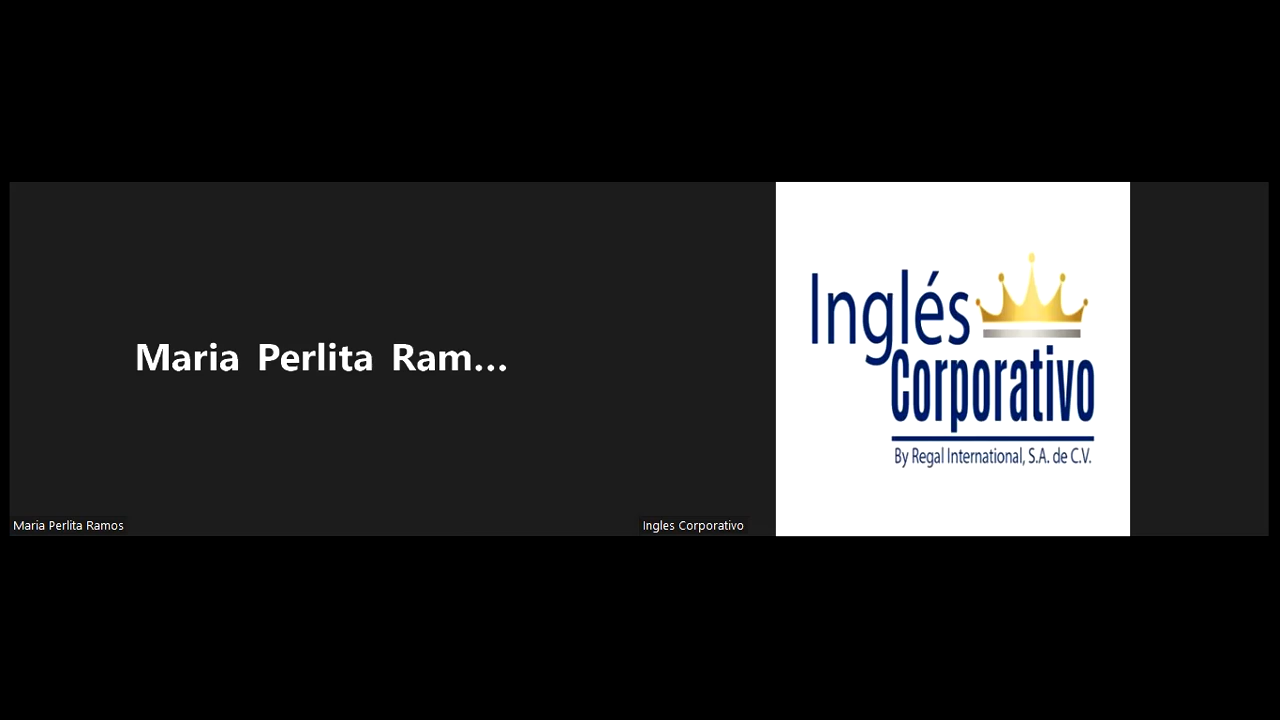 Maria Perlita Ram...
Maria Perlita Ramos
Ingles Corporativo
Inglés
Corporativo
By Regal International, S.A. de C.V.